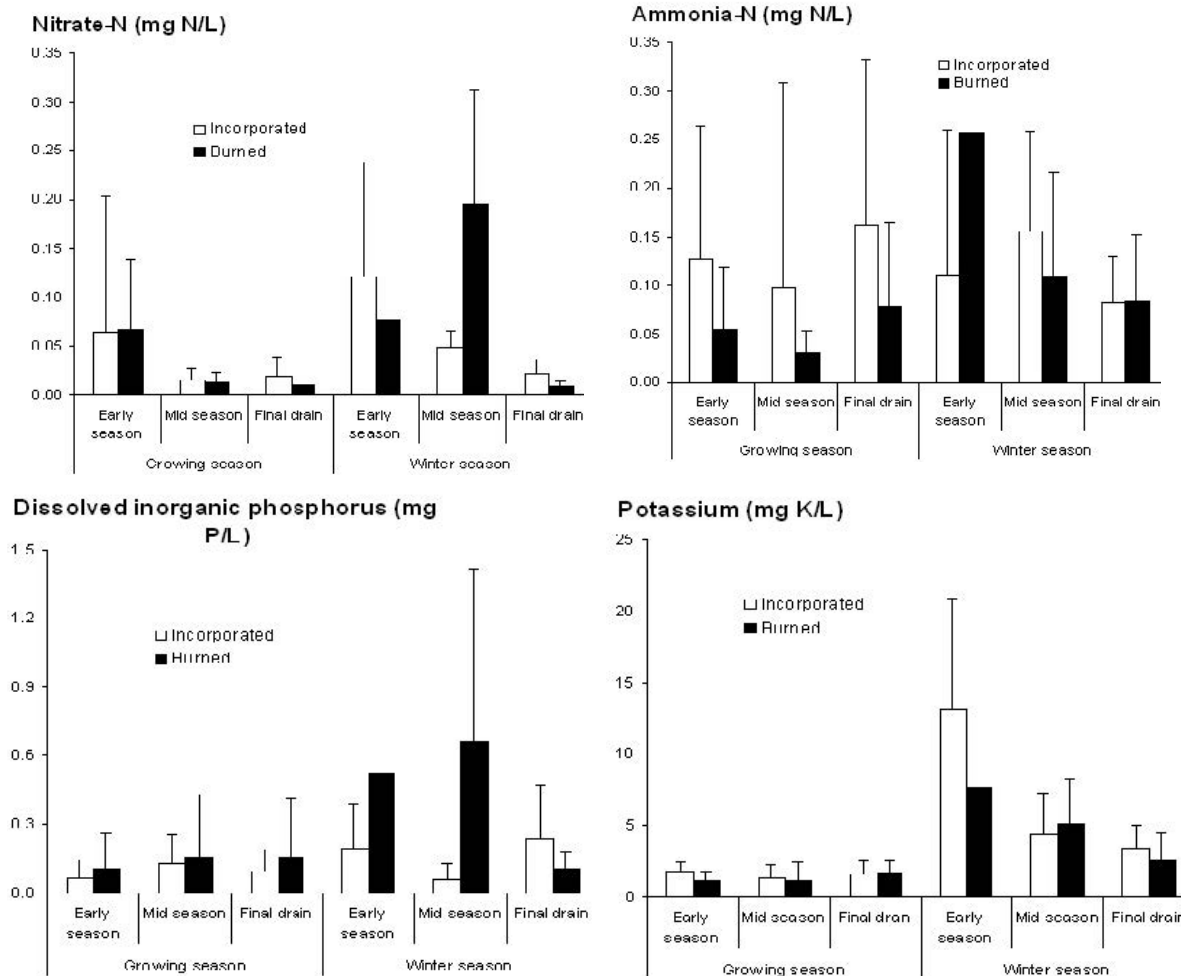 Nitrate-N (mg N/L)
0.35
0.30
0.25
0.20
0.15
0.10
0.05
0.00
Incorporated
Durned
Early season
Mid season
Final drain
Early season
Mid season
Final drain
Crowing season
Winter season
Ammonia-N (mg N/L)
0.35
0.30
0.25
0.20
0.15
0.10
0.05
0.00
Incorporated
Burned
Early season
Mid season
Final drain
Early season
Mid season
Final drain
Growing season
Winter season
Dissolved inorganic phosphorus (mg
P/L)
1.5
1.2
0.9
0.6
0.3
0.0
Incorporated
Burned
Early season
Mid season
Final drain
Early season
Mid season
Final drain
Growing season
Winter season
Potassium (mg K/L)
25
20
15
10
5
0
Incorporated
Burned
Early season
Mid season
Final dran
Early season
Mid season
Final drain
Growing season
Winter season